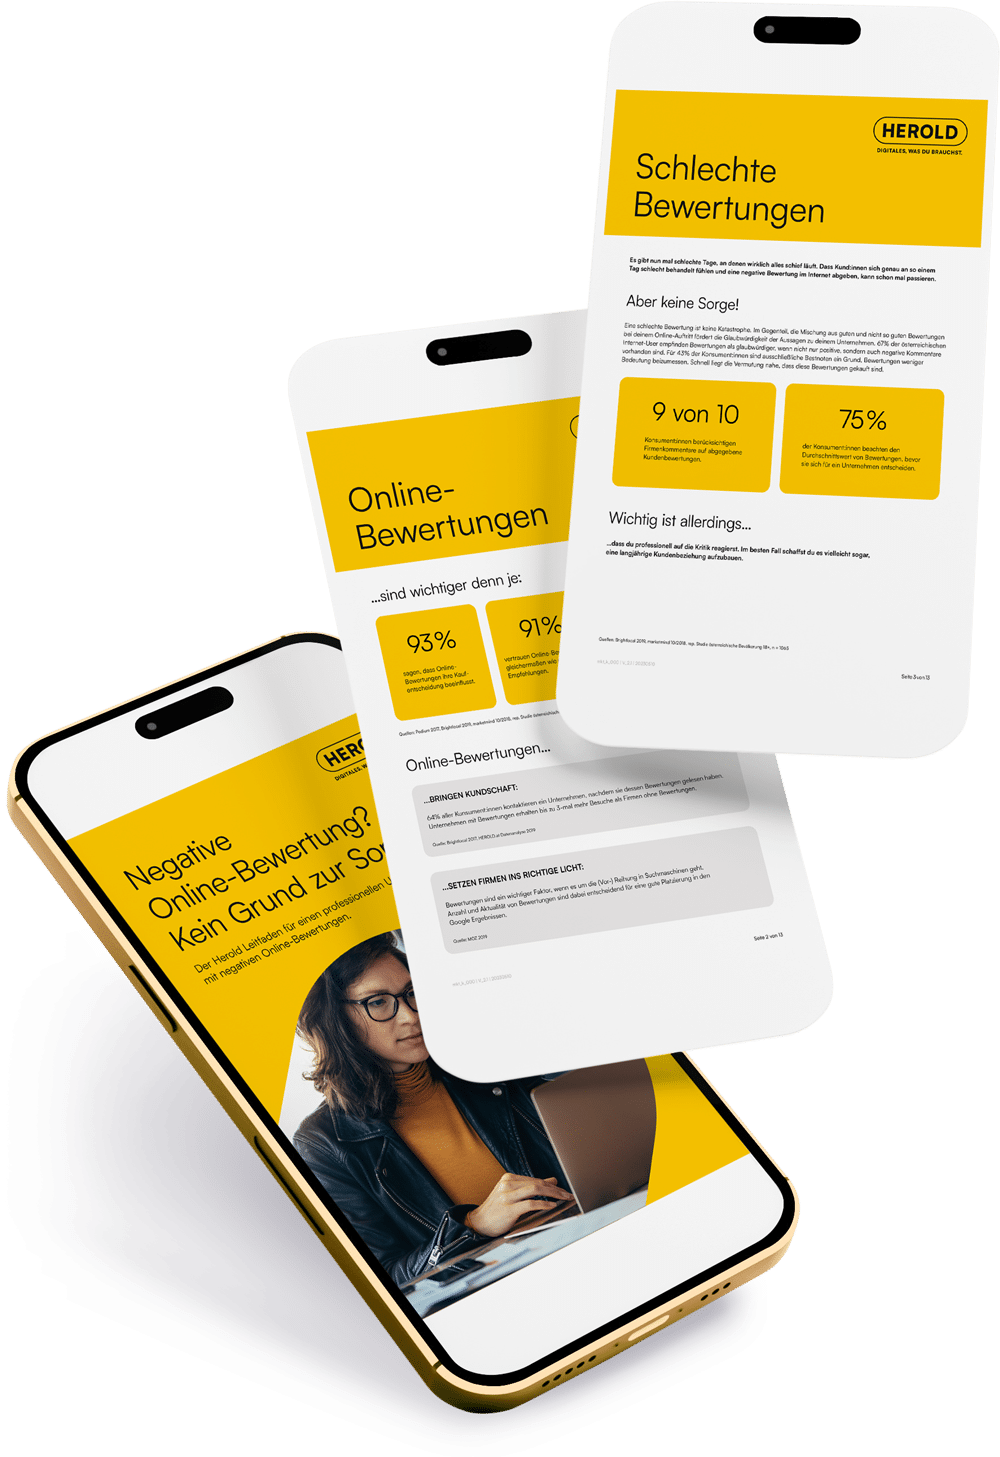 HEROLD
DIGITALES, WAS DU BRAUCHST.
Schlechte
Bewertungen
Es gibt nun mal schlechte Tage, an denen wirklich alles schief läuft. Dass Kund:innen sich genau an so einem
Tag schlecht behandelt fühlen und eine negative Bewertung im Internet abgeben, kann schon mal passieren.
Aber keine Sorge!
Eine schlechte Bewertung ist keine Katastrophe. Im Gegenteil, die Mischung aus guten und nicht so guten Bewertungen
bei deinem Online-Auftritt fördert die Glaubwürdigkeit der Aussagen zu deinem Unternehmen. 67% der österreichischen
Internet-User empfinden Bewertungen als glaubwürdiger, wenn nicht nur positive, sondern auch negative Kommentare
vorhanden sind. Für 43% der Konsument:innen sind ausschließliche Bestnoten ein Grund, Bewertungen weniger
Bedeutung beizumessen. Schnell liegt die Vermutung nahe, dass diese Bewertungen gekauft sind.
9 von 10
Konsument:innen berücksichtigen
Firmenkommentare auf abgegebene
Kundenbewertungen.
75%
der Konsument:innen beachten den
Durchschnittswert von Bewertungen, bevor
sie sich für ein Unternehmen entscheiden.
Wichtig ist allerdings...
...dass du professionell auf die Kritik reagierst. Im besten Fall schaffst du es vielleicht sogar,
eine langjährige Kundenbeziehung aufzubauen.
Quellen: Brightlocal 2019, marketmind 10/2018, rep. Studie österreichische Bevölkerung 18+, n = 1063
Seite 3 von 13
Online-
Bewertungen
...sind wichtiger denn je:
93%
sagen, dass Online-
Bewertungen ihre Kauf-
entscheidung beeinflusst.
91%
vertrauen Online-Be
gleichermaßen wie
Empfehlungen.
Quellen: Podium 2017, Brightlocal 2019, marketmind 10/2018, rep. Studie österreichisch
Online-Bewertungen...
...BRINGEN KUNDSCHAFT:
64% aller Konsument:innen kontaktieren ein Unternehmen, nachdem sie dessen Bewertungen gelesen haben.
Unternehmen mit Bewertungen erhalten bis zu 3-mal mehr Besuche als Firmen ohne Bewertungen.
Quelle: Brightlocal 2017, HEROLD.at Datenanalyse 2019
...SETZEN FIRMEN INS RICHTIGE LICHT:
Bewertungen sind ein wichtiger Faktor, wenn es um die (Vor-) Reihung in Suchmaschinen geht.
Anzahl und Aktualität von Bewertungen sind dabei entscheidend für eine gute Platzierung in den
Google Ergebnissen.
Quelle: MOZ 2019
Seite 2 von 13
HERO
DIGITALES, W
Negative
Online-Bewertung?
Kein Grund zur Sor
Der Herold Leitfaden für einen professionellen U
mit negativen Online-Bewertungen.